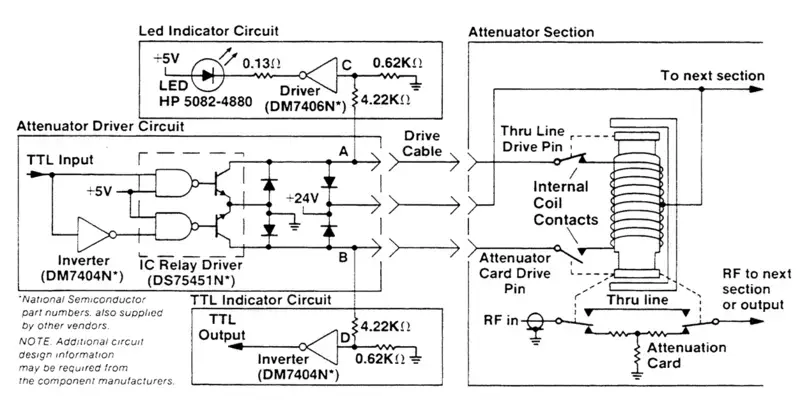 Led Indicator Circuit
+5V
0.13Ω
C
0.62KΩ
LED
HP 5082-4880
Driver
(DM7406N*)
4.22KΩ
Attenuator Section
To next section
Attenuator Driver Circuit
TTL Input
+5V
A
Drive
Cable
Thru Line
Drive Pin
+24V
Internal
Coil
Contacts
Inverter
(DM7404N*)
IC Relay Driver
(DS75451N*)
B
Attenuator
Card Drive
Pin
RF to next
section
or output
*National Semiconductor
part numbers. also supplied
by other vendors.
NOTE. Additional circuit
design information
may be required from
the component manufacturers.
TTL Indicator Circuit
TTL
Output
4.22KΩ
D
Inverter
(DM7404N*)
0.62KΩ
RF in
Thru line
Attenuation
Card